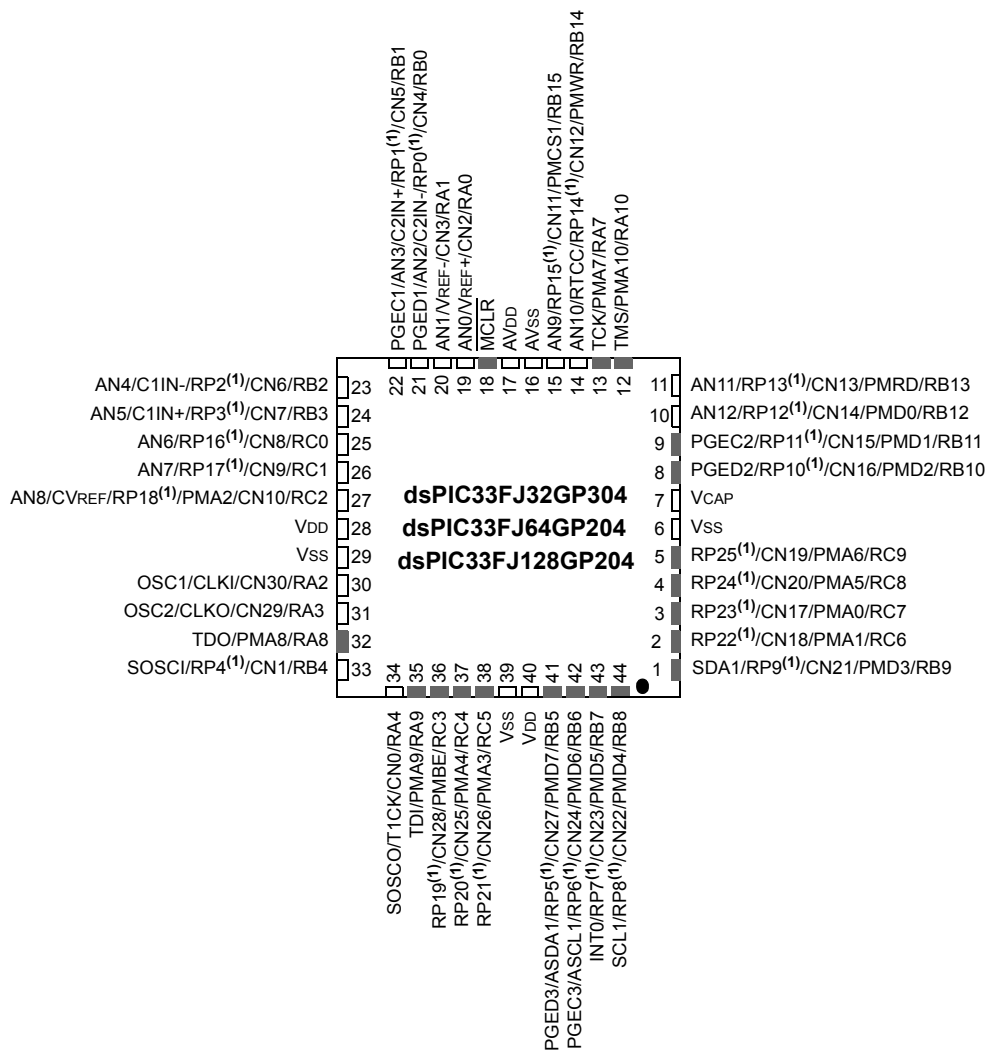 PGEC1/AN3/C2IN+/RP1(1)/CN5/RB1
PGED1/AN2/C2IN-/RP0(1)/CN4/RB0
AN1/VREF-/CN3/RA1
AN0/VREF+/CN2/RA0
MCLR
AVDD
AVSS
AN9/RP15(1)/CN11/PMCS1/RB15
AN10/RTCC/RP14(1)/CN12/PMWR/RB14
TCK/PMA7/RA7
TMS/PMA10/RA10
22 21 20 19 18 17 16 15 14 13 12
AN4/C1IN-/RP2(1)/CN6/RB2 23
AN5/C1IN+/RP3(1)/CN7/RB3 24
AN6/RP16(1)/CN8/RC0 25
AN7/RP17(1)/CN9/RC1 26
AN8/CVREF/RP18(1)/PMA2/CN10/RC2 27
VDD 28
VSS 29
OSC1/CLKI/CN30/RA2 30
OSC2/CLKO/CN29/RA3 31
TDO/PMA8/RA8 32
SOSCI/RP4(1)/CN1/RB4 33
dsPIC33FJ32GP304
dsPIC33FJ64GP204
dsPIC33FJ128GP204
11 AN11/RP13(1)/CN13/PMRD/RB13
10 AN12/RP12(1)/CN14/PMD0/RB12
9 PGEC2/RP11(1)/CN15/PMD1/RB11
8 PGED2/RP10(1)/CN16/PMD2/RB10
7 VCAP
6 VSS
5 RP25(1)/CN19/PMA6/RC9
4 RP24(1)/CN20/PMA5/RC8
3 RP23(1)/CN17/PMA0/RC7
2 RP22(1)/CN18/PMA1/RC6
1 SDA1/RP9(1)/CN21/PMD3/RB9
34 35 36 37 38 39 40 41 42 43 44
SOSCO/T1CK/CN0/RA4
TDI/PMA9/RA9
RP19(1)/CN28/PMBE/RC3
RP20(1)/CN25/PMA4/RC4
RP21(1)/CN26/PMA3/RC5
VSS
VDD
PGED3/ASDA1/RP5(1)/CN27/PMD7/RB5
PGEC3/ASCL1/RP6(1)/CN24/PMD6/RB6
INT0/RP7(1)/CN23/PMD5/RB7
SCL1/RP8(1)/CN22/PMD4/RB8